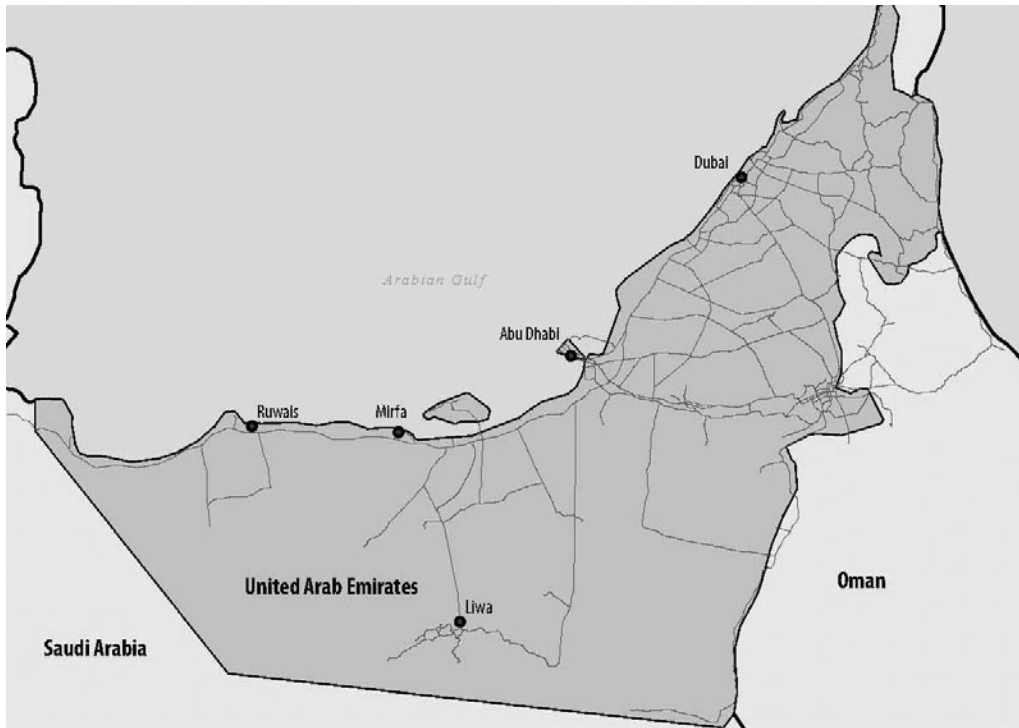 Dubai
Arabian Gulf
Abu Dhabi
Ruwais
Mirfa
United Arab Emirates
Oman
Liwa
Saudi Arabia